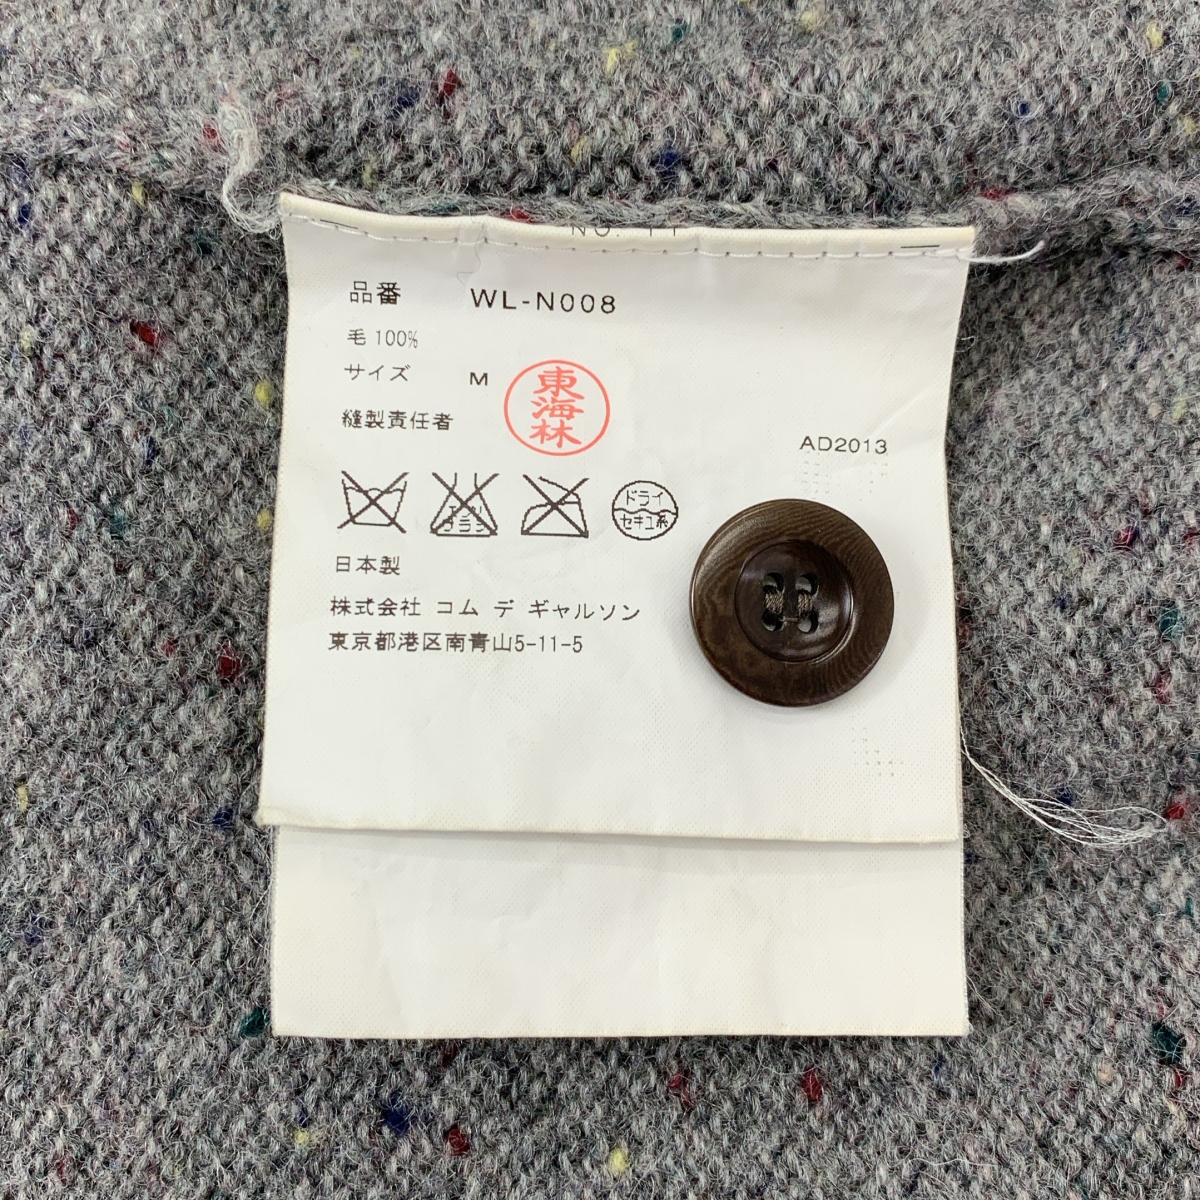 NO. 11
品番 WL-N008
毛 100%
サイズ M
縫製責任者
東海林
AD2013
ドライ
セキユ系
日本製
株式会社 コム デ ギャルソン
東京都港区南青山5-11-5